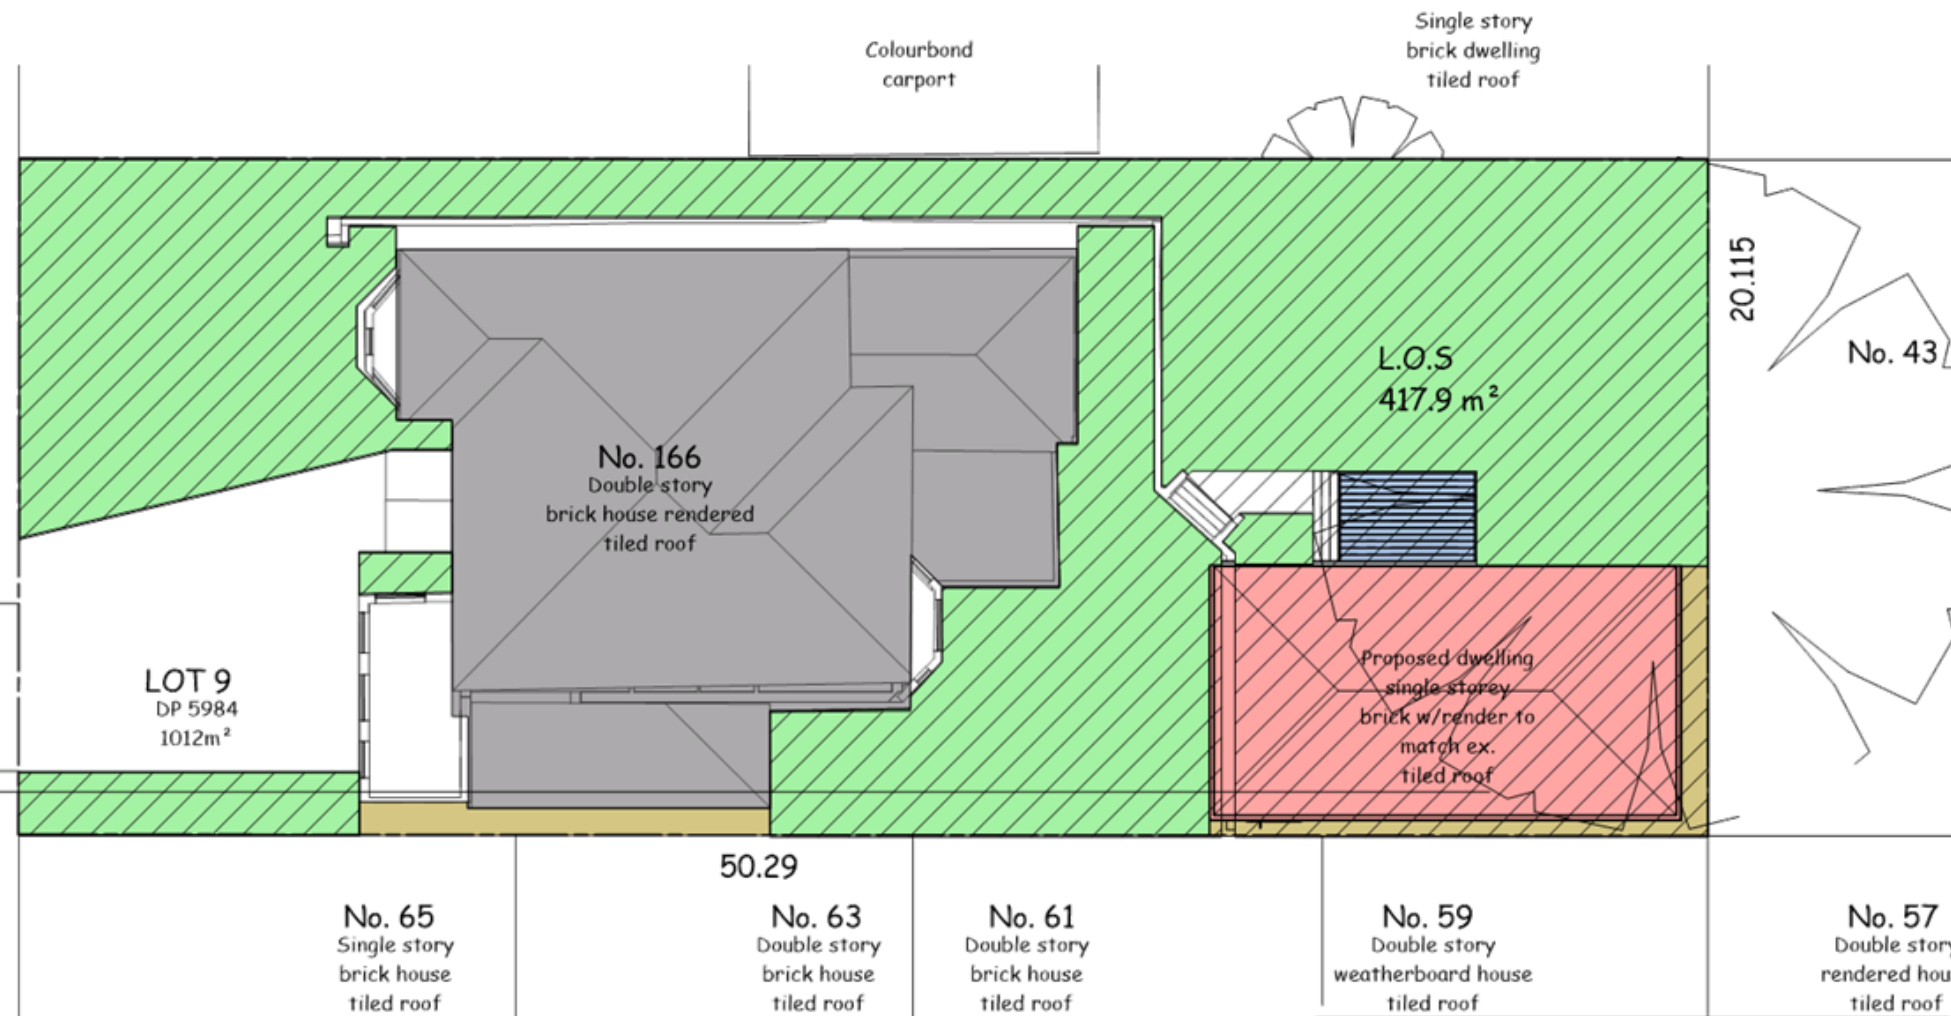 Colourbond
carport
Single story
brick dwelling
tiled roof
20.115
No. 43
L.O.S
417.9 m²
No. 166
Double story
brick house rendered
tiled roof
LOT 9
DP 5984
1012m²
Proposed dwelling
single storey
brick w/render to
match ex.
tiled roof
50.29
No. 65
Single story
brick house
tiled roof
No. 63
Double story
brick house
tiled roof
No. 61
Double story
brick house
tiled roof
No. 59
Double story
weatherboard house
tiled roof
No. 57
Double story
rendered hou
tiled roof